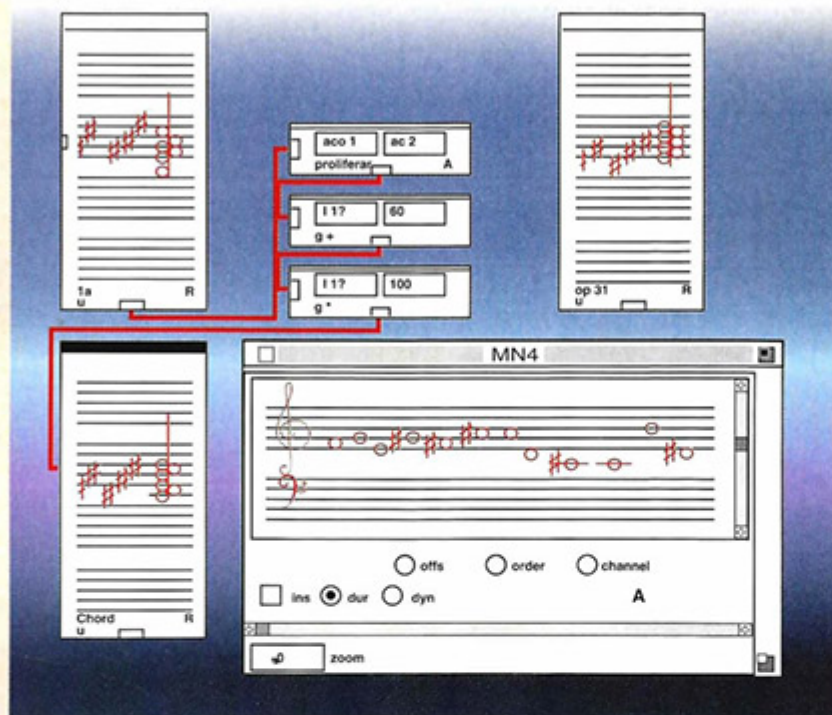 aco 1 ac 2
proliferar A
I 1? 60
g +
I 1? 100
g *
1a R
u
op 31 R
u
MN4
offs order channel
ins dur dyn A
zoom
Chord R
u